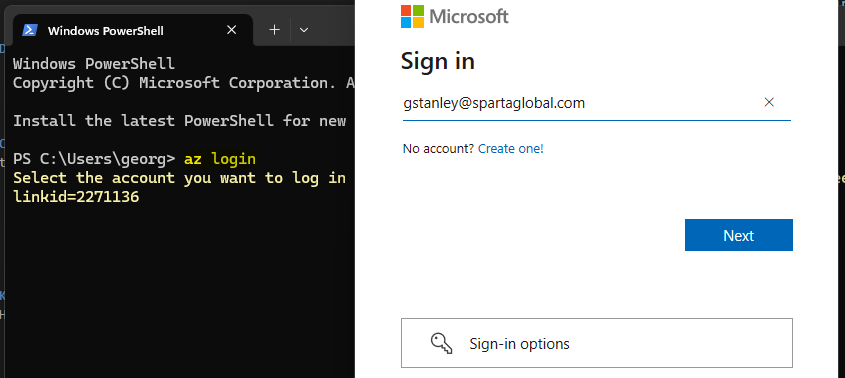 Windows PowerShell
Windows PowerShell
Copyright (C) Microsoft Corporation. A
Install the latest PowerShell for new
PS C:\Users\georg> az login
Select the account you want to log in
linkid=2271136
Microsoft
Sign in
gstanley@spartaglobal.com
No account? Create one!
Next
Sign-in options